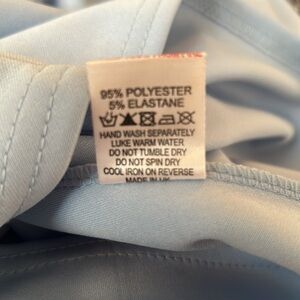 95% POLYESTER
5% ELASTANE
HAND WASH SEPARATELY
LUKE WARM WATER
DO NOT TUMBLE DRY
DO NOT SPIN DRY
COOL IRON ON REVERSE
MADE IN UK